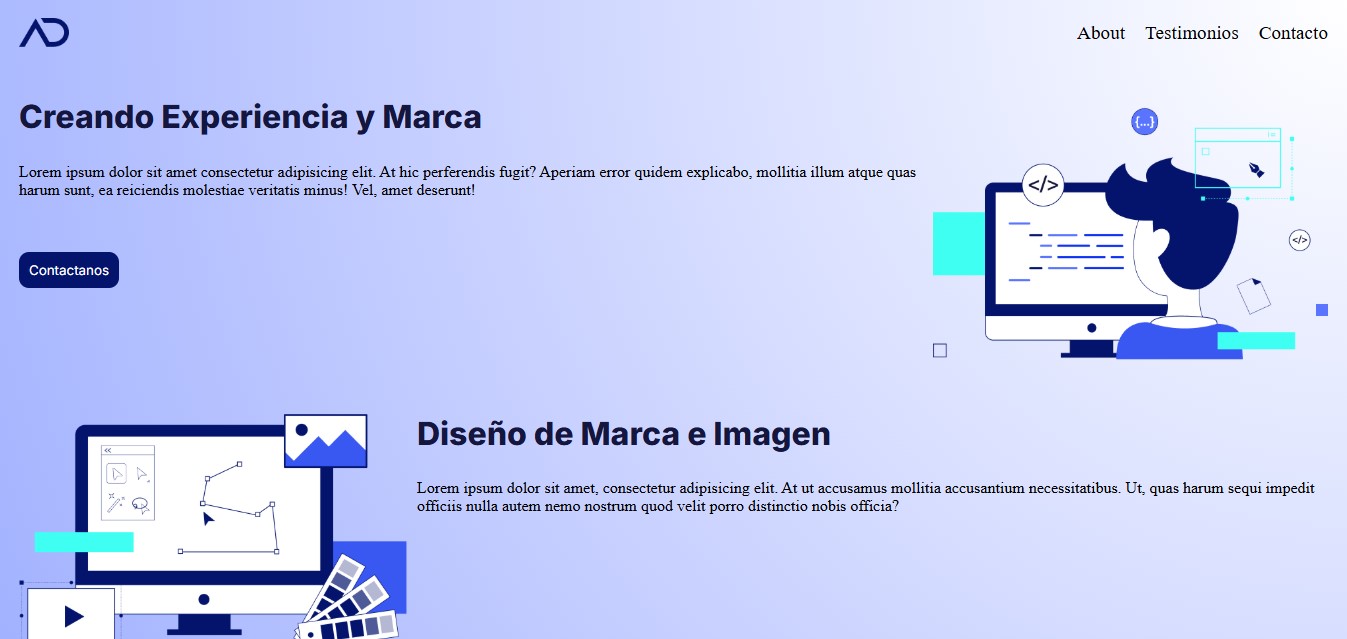 AD
About Testimonios Contacto
Creando Experiencia y Marca
Lorem ipsum dolor sit amet consectetur adipisicing elit. At hic perferendis fugit? Aperiam error quidem explicabo, mollitia illum atque quas
harum sunt, ea reiciendis molestiae veritatis minus! Vel, amet deserunt!
Contactanos
{...}
</>
</>
Diseño de Marca e Imagen
Lorem ipsum dolor sit amet, consectetur adipisicing elit. At ut accusamus mollitia accusantium necessitatibus. Ut, quas harum sequi impedit
officiis nulla autem nemo nostrum quod velit porro distinctio nobis officia?